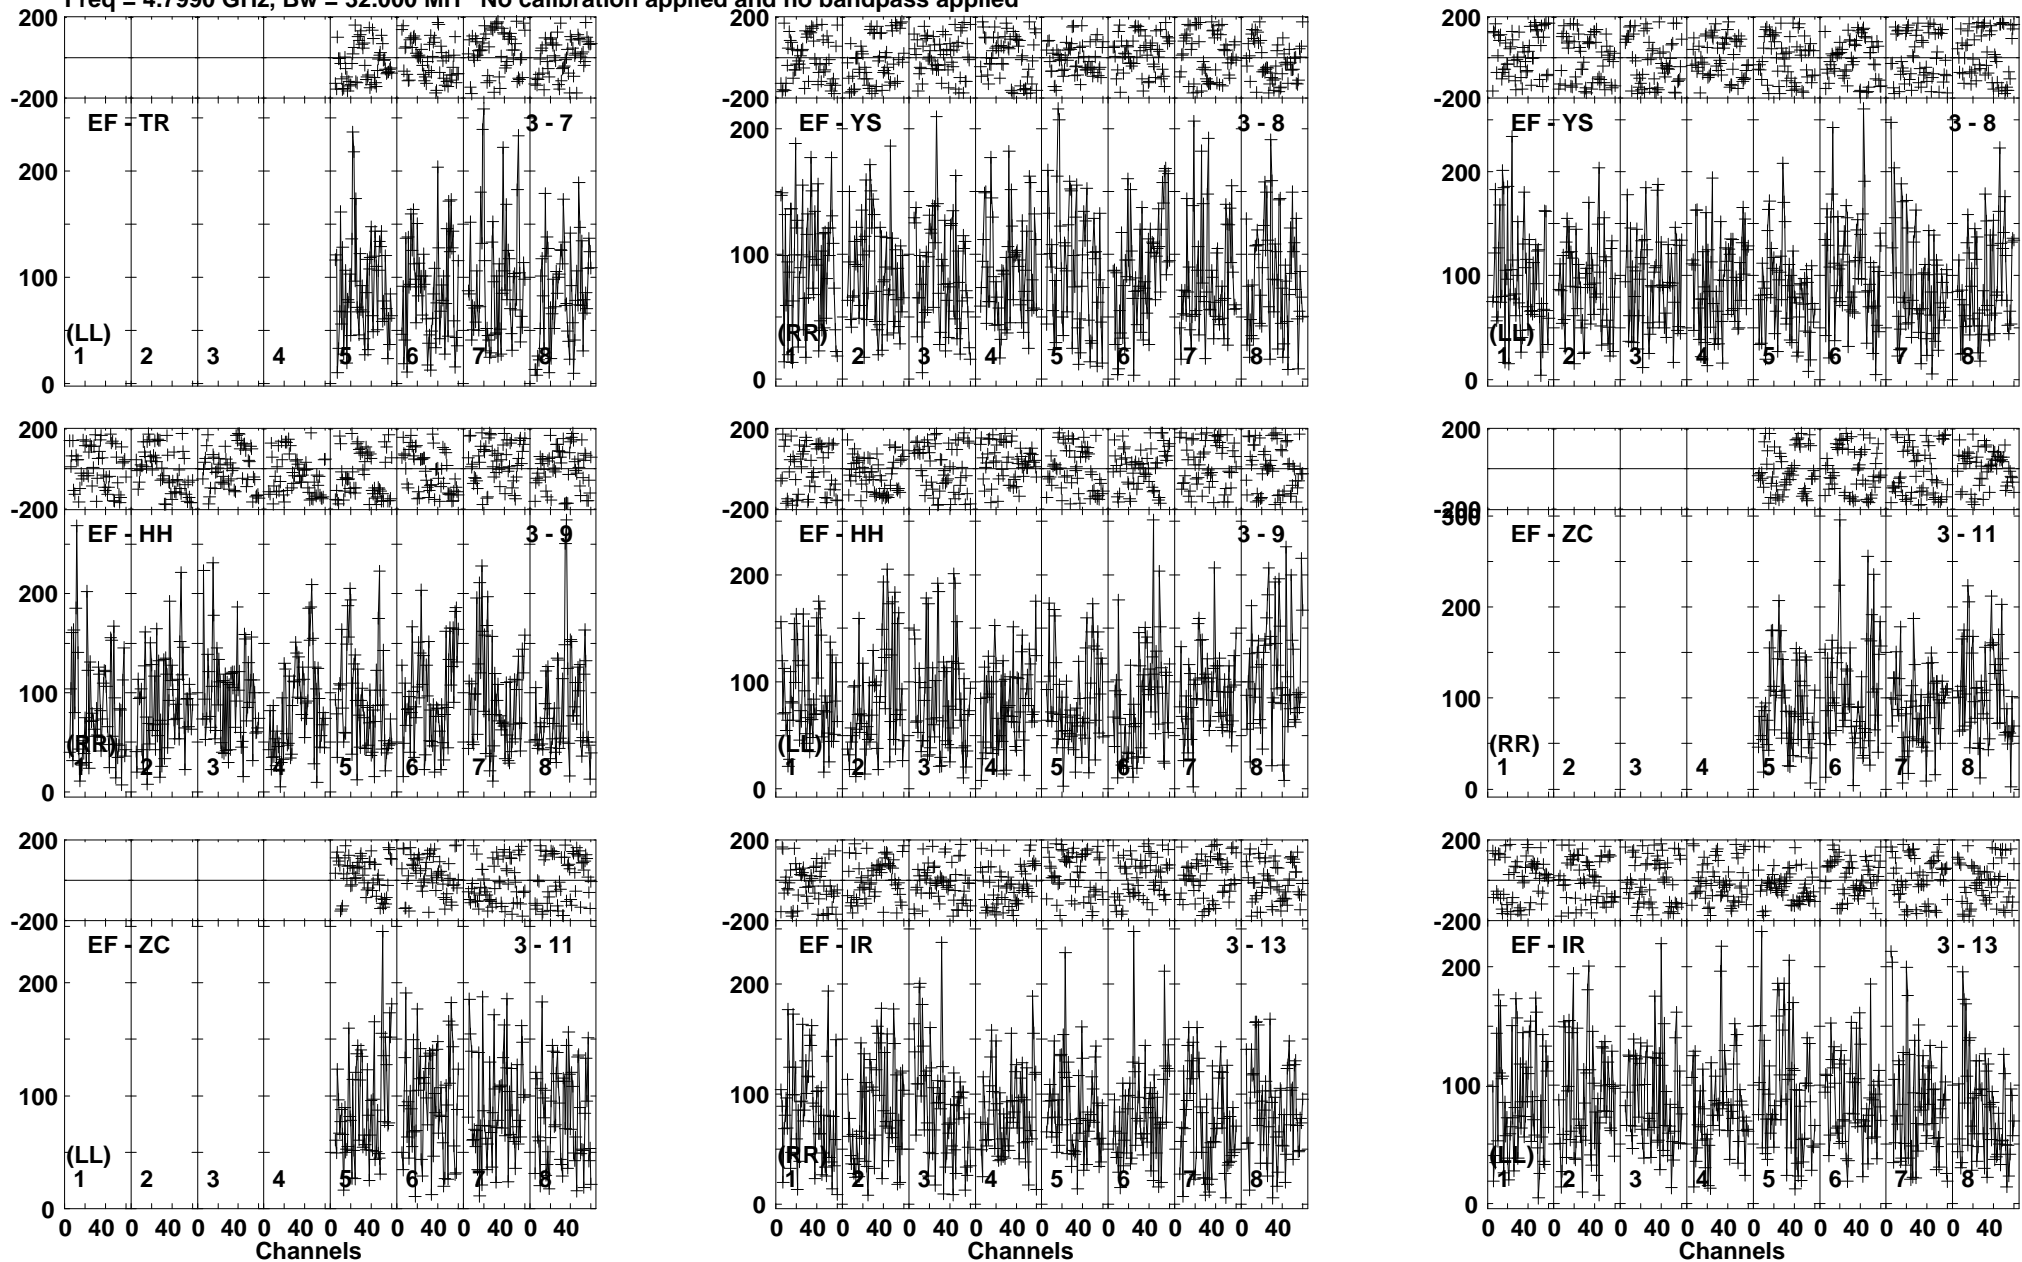 Freq = 4.7990 GHz, Bw = 32.000 MH No calibration applied and no bandpass applied
200 200 200
-200 -200 -200
EF - TR 3 - 7 EF - YS 3 - 8 EF - YS 3 - 8
200 200 200
100 100 100
(LL) (RR) (LL)
1 2 3 4 5 6 7 8 1 2 3 4 5 6 7 8 1 2 3 4 5 6 7 8
0 0 0
200 200 200
-200 -200 -200
300
EF - HH 3 - 9 EF - HH 3 - 9 EF - ZC 3 - 11
200 200 200
100 100 100
(RR) (LL) (RR)
1 2 3 4 5 6 7 8 1 2 3 4 5 6 7 8 1 2 3 4 5 6 7 8
0 0 0
200 200 200
-200 -200 -200
EF - ZC 3 - 11 EF - IR 3 - 13 EF - IR 3 - 13
200 200 200
100 100 100
(LL) (RR) (LL)
1 2 3 4 5 6 7 8 1 2 3 4 5 6 7 8 1 2 3 4 5 6 7 8
0 0 0
0 40 0 40 0 40 0 40 0 40 0 40 0 40 0 40 0 40 0 40 0 40 0 40 0 40 0 40 0 40 0 40 0 40 0 40 0 40 0 40 0 40 0 40 0 40 0 40
Channels Channels Channels